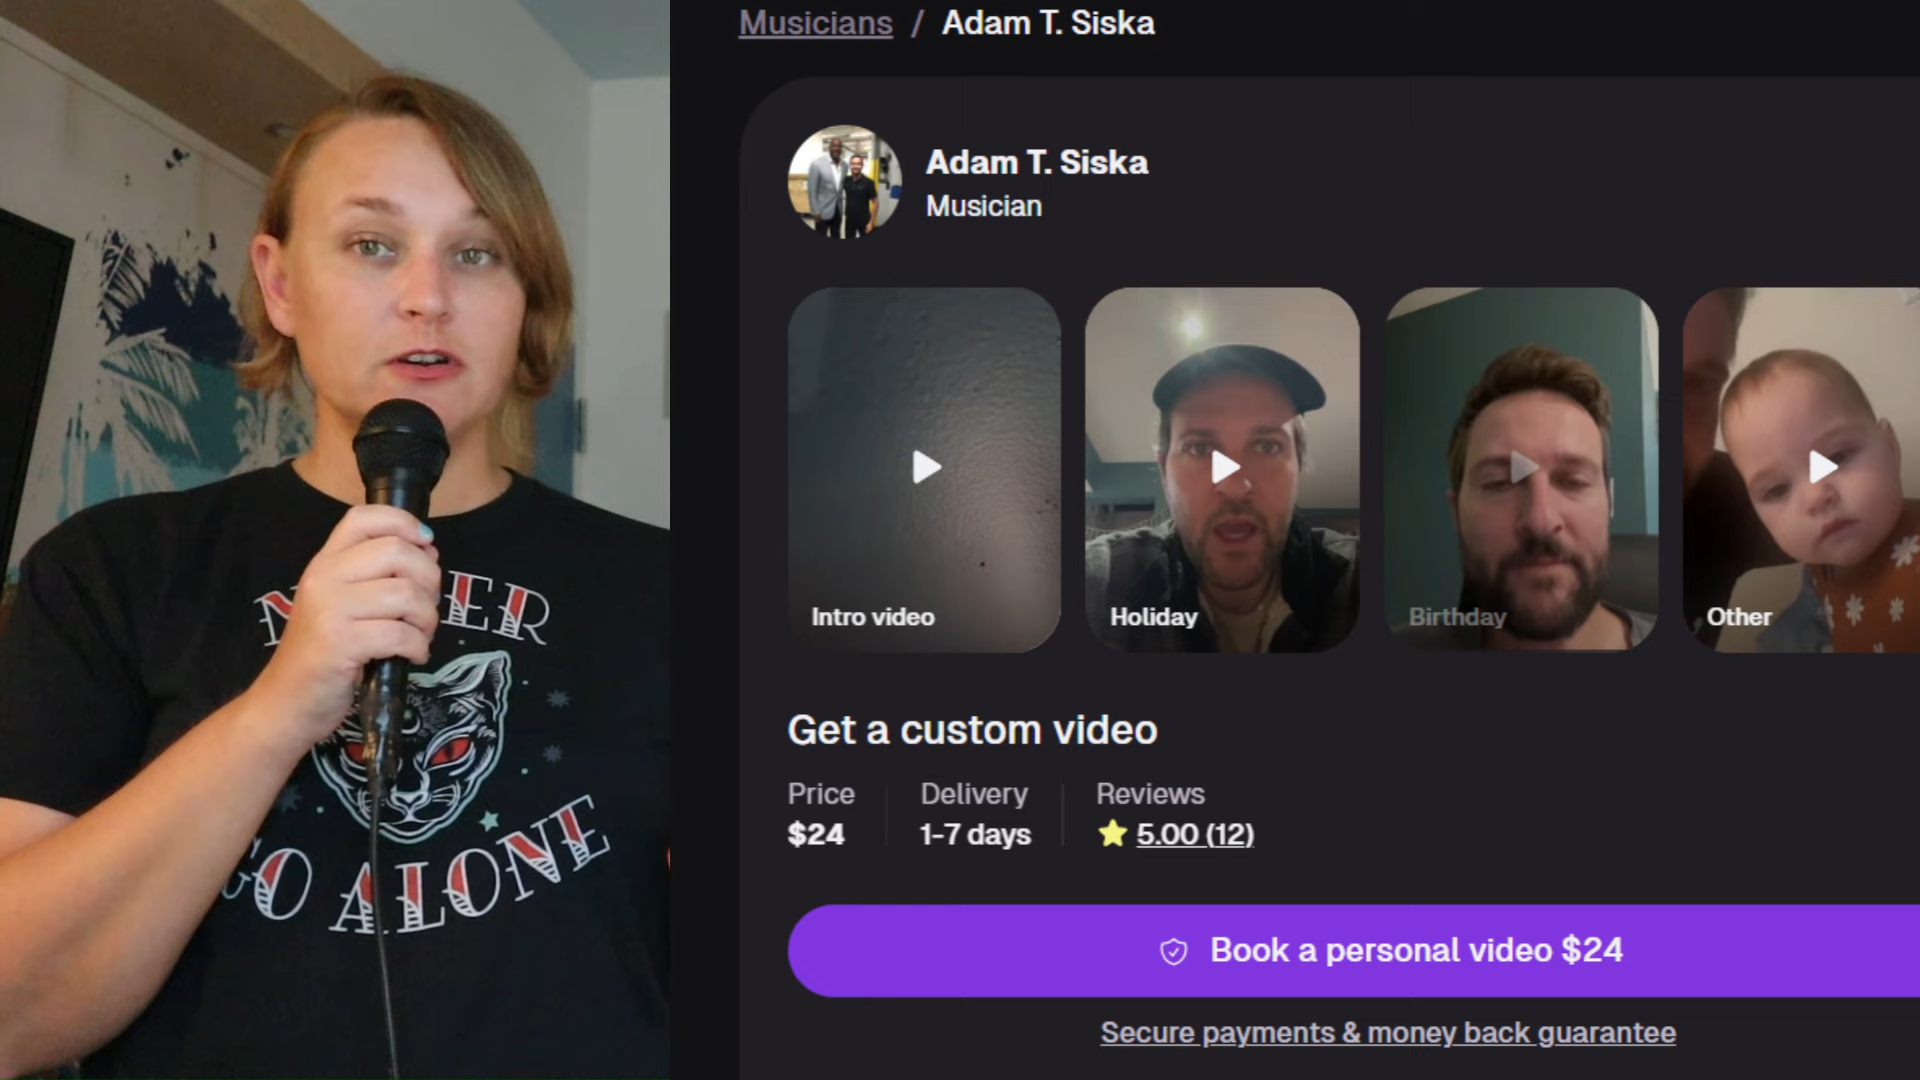 NEVER
GO ALONE
Musicians / Adam T. Siska
Adam T. Siska
Musician
Intro video
Holiday
Birthday
Other
Get a custom video
Price
$24
Delivery
1-7 days
Reviews
5.00 (12)
Book a personal video $24
Secure payments & money back guarantee